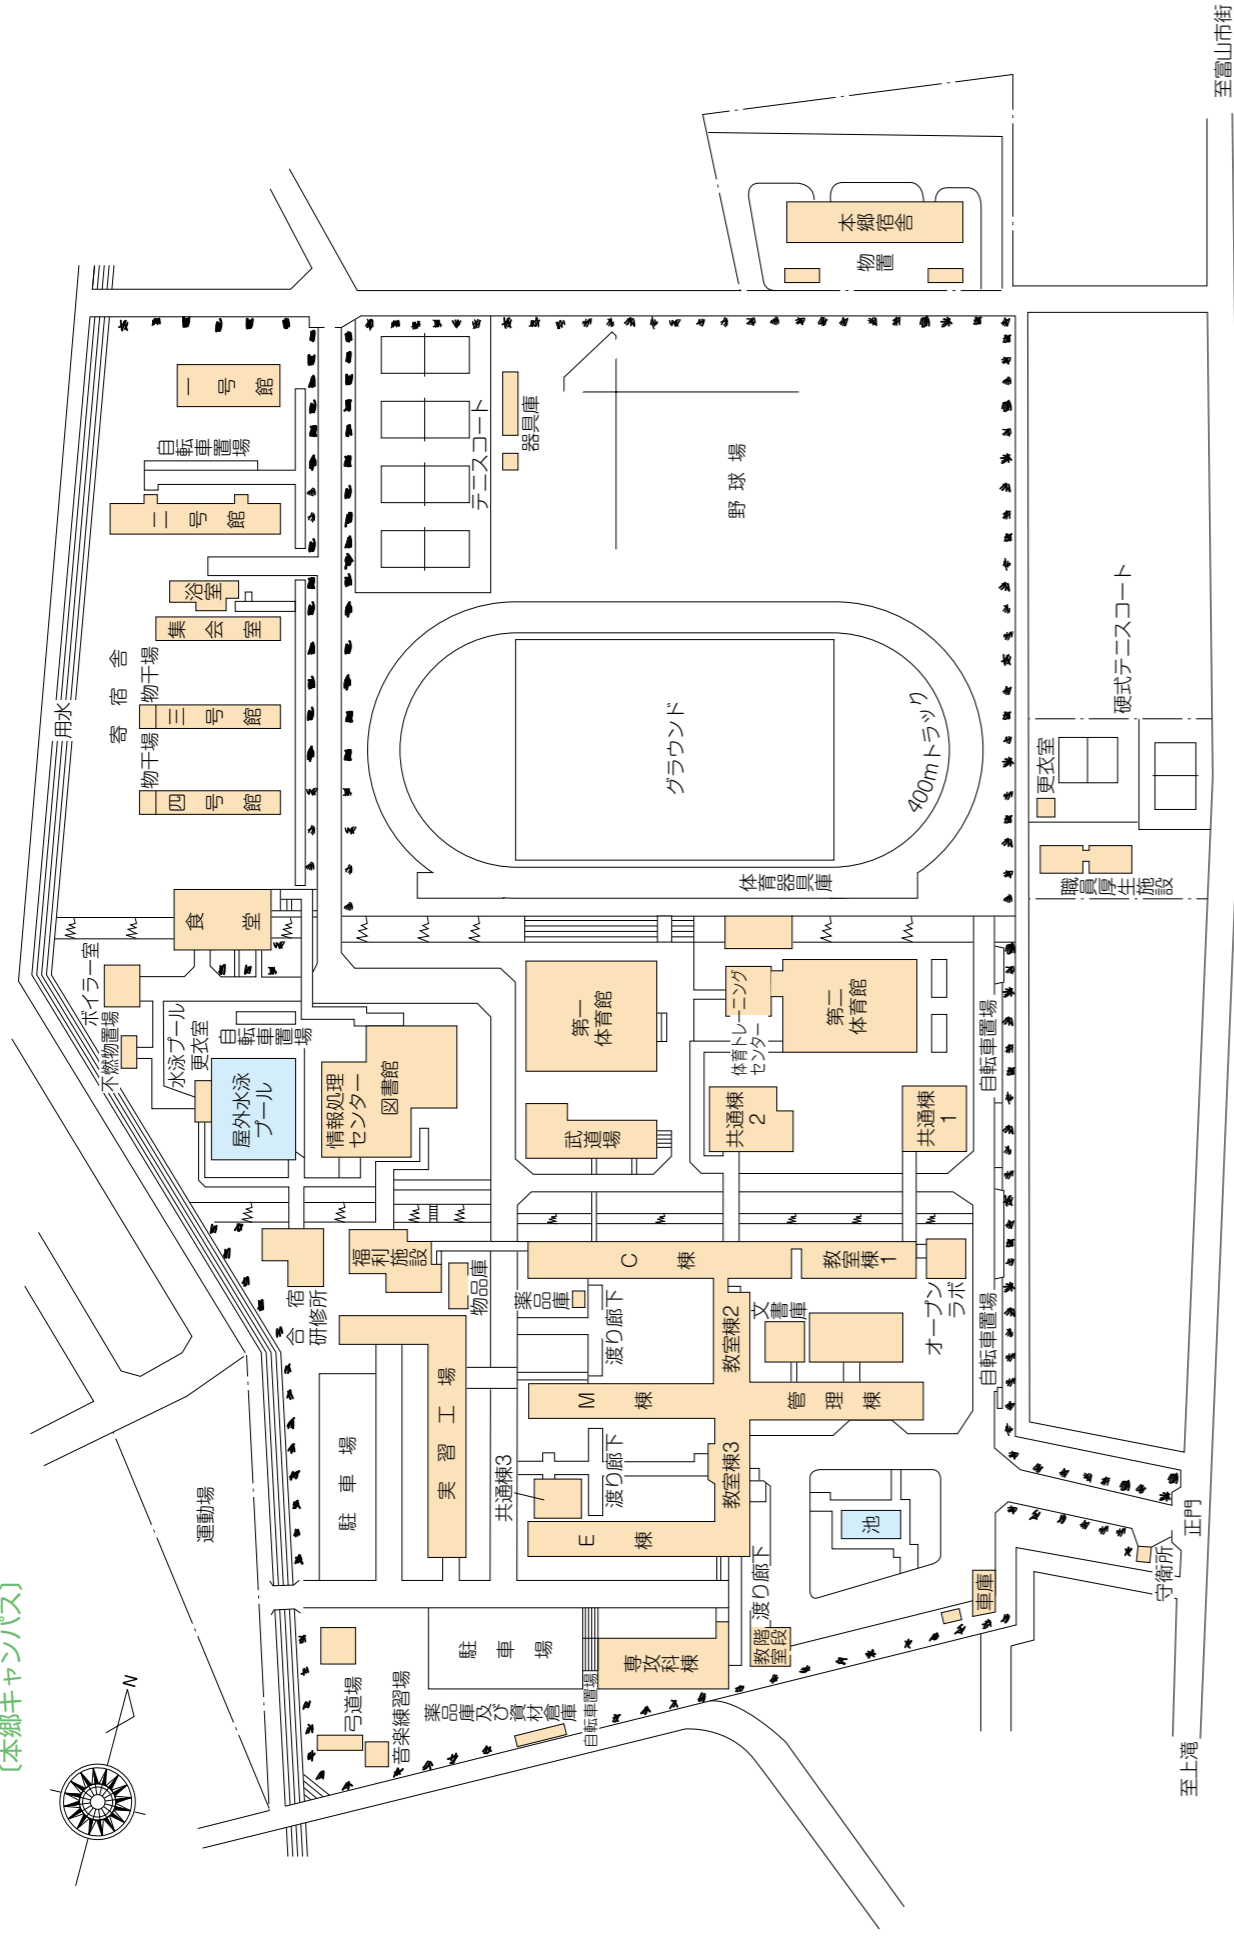 [本郷キャンパス]
N
至富山市街
本郷宿舎
物置
一号館
自転車置場
二号館
浴室
集会室
寄宿舎
物干場
三号館
物干場
四号館
用水
テニスコート
器具庫
野球場
グラウンド
400mトラック
体育器具庫
硬式テニスコート
更衣室
職員厚生施設
食堂
ボイラー室
不燃物置場
水泳プール
更衣室
自転車置場
屋外水泳
プール
情報処理
センター
図書館
第一
体育館
体育トレーニング
センター
第二
体育館
自転車置場
武道場
共通棟
2
共通棟
1
合宿
研修所
福利
施設
物品庫
C棟
教室棟1
オープン
ラボ
薬品庫
渡り廊下
教室棟2
文書庫
自転車置場
実習工場
M棟
管理棟
駐車場
運動場
共通棟3
渡り廊下
教室棟3
E棟
池
渡り廊下
正門
守衛所
車庫
階段
教室
専攻科棟
自転車置場
駐車場
薬品庫及び資材倉庫
弓道場
音楽練習場
至上滝